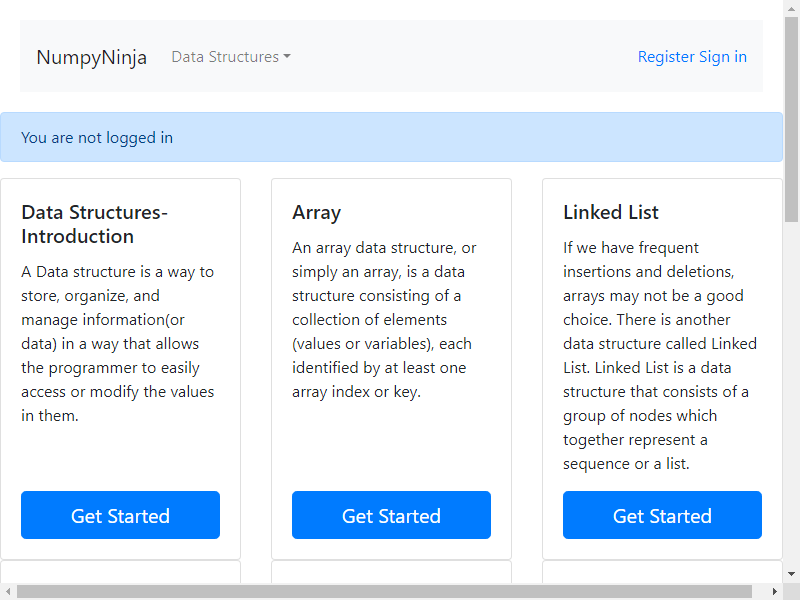 NumpyNinja
Data Structures
Register Sign in
You are not logged in
Data Structures-
Introduction
A Data structure is a way to
store, organize, and
manage information(or
data) in a way that allows
the programmer to easily
access or modify the values
in them.
Get Started
Array
An array data structure, or
simply an array, is a data
structure consisting of a
collection of elements
(values or variables), each
identified by at least one
array index or key.
Get Started
Linked List
If we have frequent
insertions and deletions,
arrays may not be a good
choice. There is another
data structure called Linked
List. Linked List is a data
structure that consists of a
group of nodes which
together represent a
sequence or a list.
Get Started